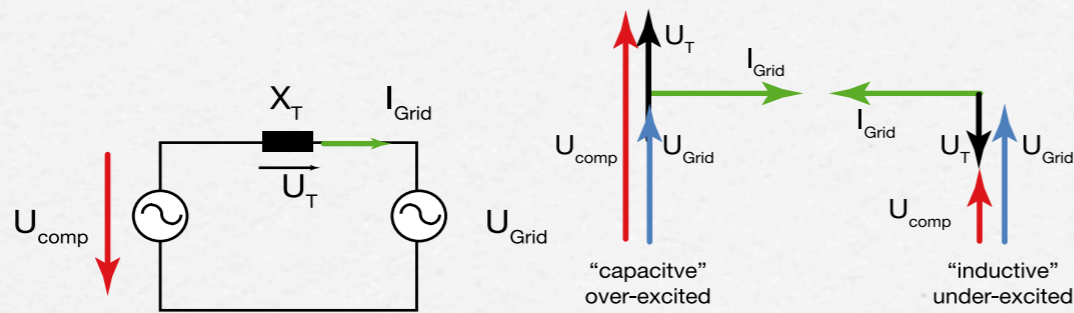 X_T
I_Grid
U_T
U_comp
U_Grid
U_T
I_Grid
U_comp
U_Grid
"capacitve"
over-excited
I_Grid
U_T
U_Grid
U_comp
"inductive"
under-excited